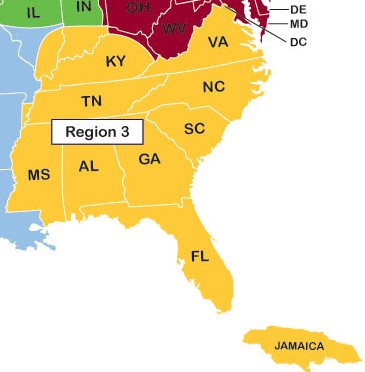 IL
IN
OH
DE
MD
DC
WV
VA
KY
NC
TN
Region 3
SC
GA
AL
MS
FL
JAMAICA